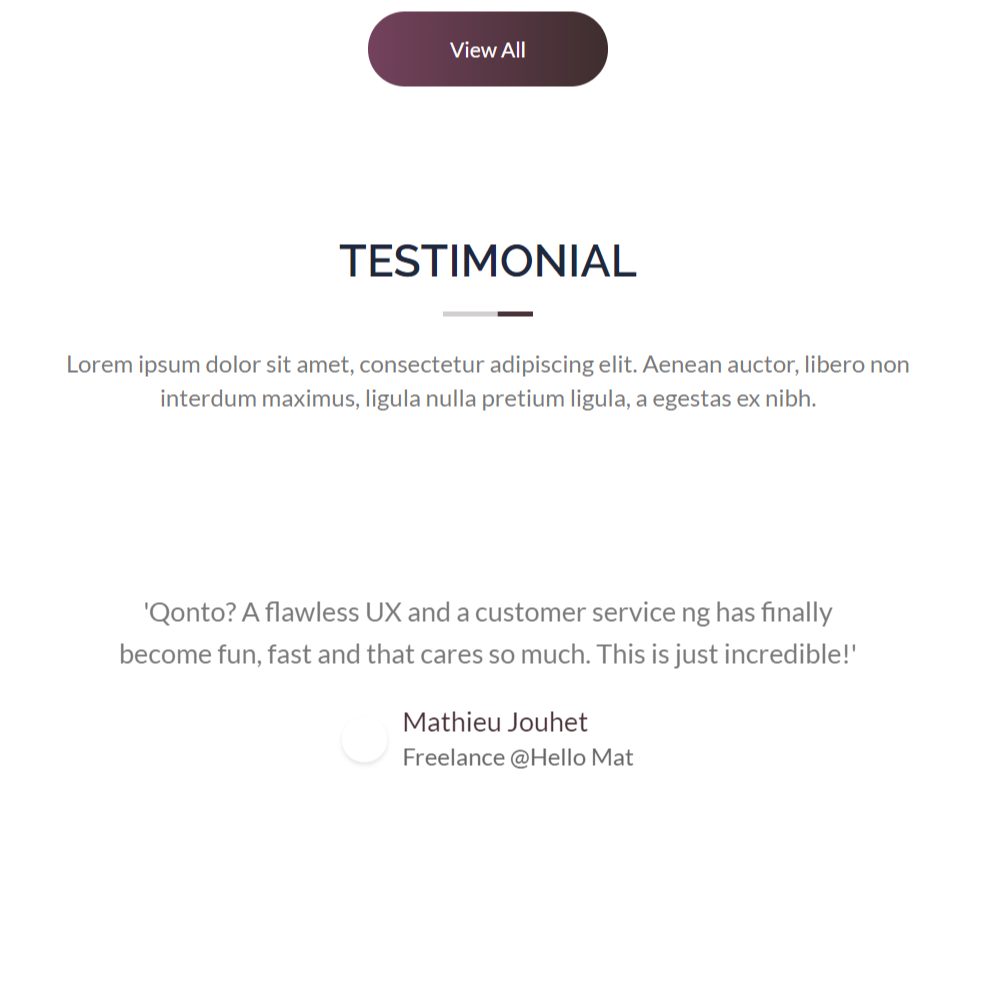 View All
TESTIMONIAL
Lorem ipsum dolor sit amet, consectetur adipiscing elit. Aenean auctor, libero non
interdum maximus, ligula nulla pretium ligula, a egestas ex nibh.
'Qonto? A flawless UX and a customer service ng has finally
become fun, fast and that cares so much. This is just incredible!'
Mathieu Jouhet
Freelance @Hello Mat